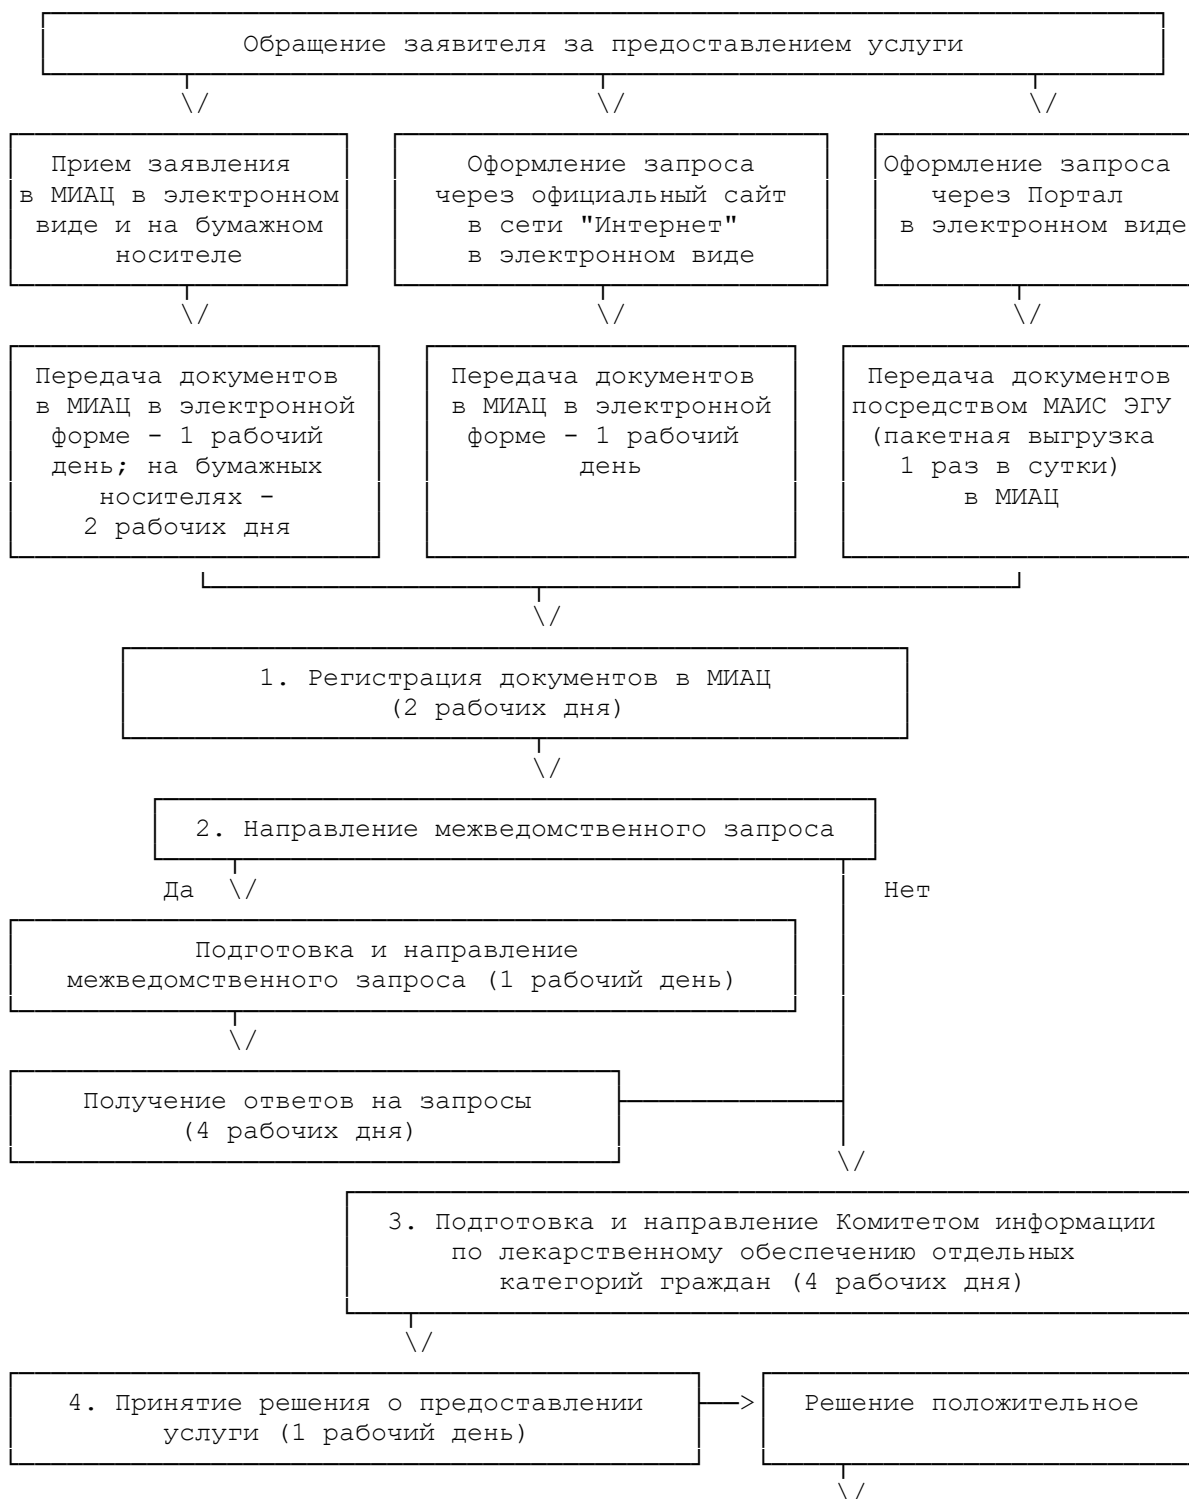 Обращение заявителя за предоставлением услуги
Прием заявления
в МИАЦ в электронном
виде и на бумажном
носителе
Оформление запроса
через официальный сайт
в сети "Интернет"
в электронном виде
Оформление запроса
через Портал
в электронном виде
Передача документов
в МИАЦ в электронной
форме - 1 рабочий
день; на бумажных
носителях -
2 рабочих дня
Передача документов
в МИАЦ в электронной
форме - 1 рабочий
день
Передача документов
посредством МАИС ЭГУ
(пакетная выгрузка
1 раз в сутки)
в МИАЦ
1. Регистрация документов в МИАЦ
(2 рабочих дня)
2. Направление межведомственного запроса
Да
Нет
Подготовка и направление
межведомственного запроса (1 рабочий день)
Получение ответов на запросы
(4 рабочих дня)
3. Подготовка и направление Комитетом информации
по лекарственному обеспечению отдельных
категорий граждан (4 рабочих дня)
4. Принятие решения о предоставлении
услуги (1 рабочий день)
Решение положительное